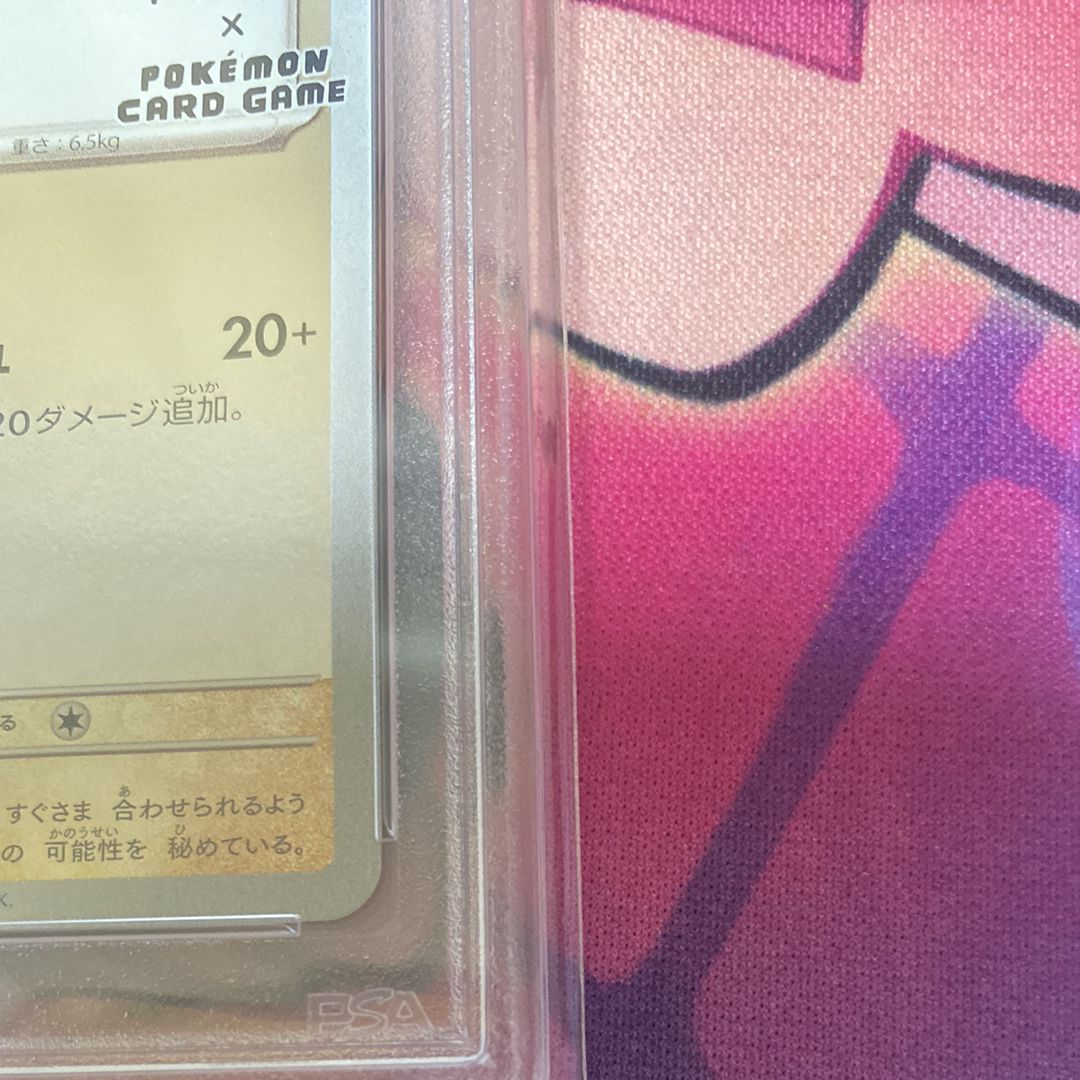 ×
POKÉMON
CARD GAME
重さ：6.5kg
20+
ついか
20ダメージ追加。
る
あ
すぐさま 合わせられるよう
かのうせい ひ
の 可能性を 秘めている。
K.
PSA